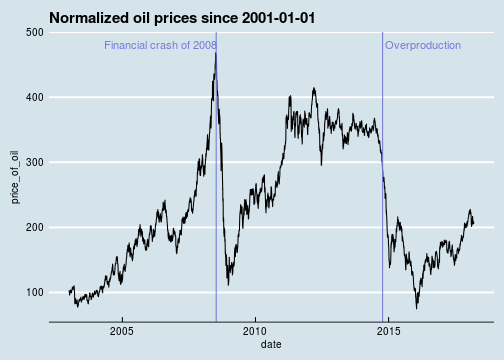 Normalized oil prices since 2001-01-01
500
Financial crash of 2008
Overproduction
400
300
200
100
price_of_oil
2005
2010
2015
date